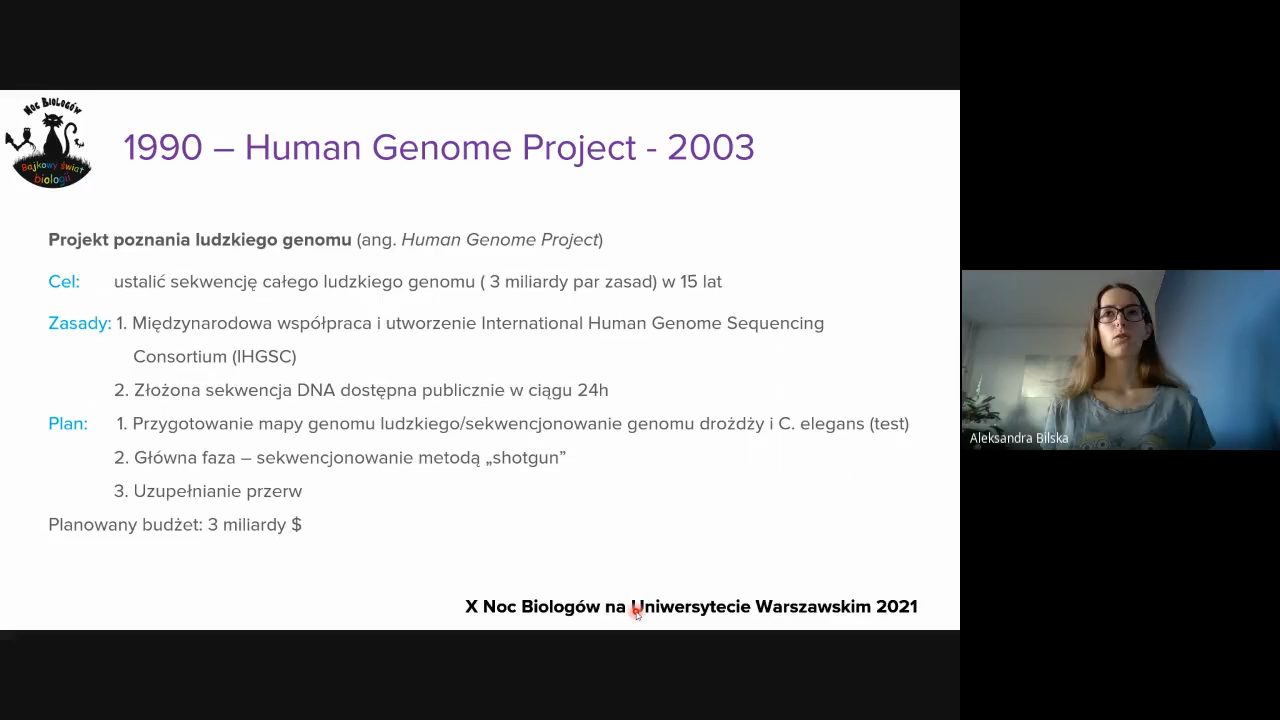 Noc Biologów
Bajkowy świat
biologii
1990 – Human Genome Project - 2003
Projekt poznania ludzkiego genomu (ang. Human Genome Project)
Cel: ustalić sekwencję całego ludzkiego genomu ( 3 miliardy par zasad) w 15 lat
Zasady: 1. Międzynarodowa współpraca i utworzenie International Human Genome Sequencing
Consortium (IHGSC)
2. Złożona sekwencja DNA dostępna publicznie w ciągu 24h
Plan: 1. Przygotowanie mapy genomu ludzkiego/sekwencjonowanie genomu drożdży i C. elegans (test)
2. Główna faza – sekwencjonowanie metodą „shotgun”
3. Uzupełnianie przerw
Planowany budżet: 3 miliardy $
X Noc Biologów na Uniwersytecie Warszawskim 2021
Aleksandra Bilska